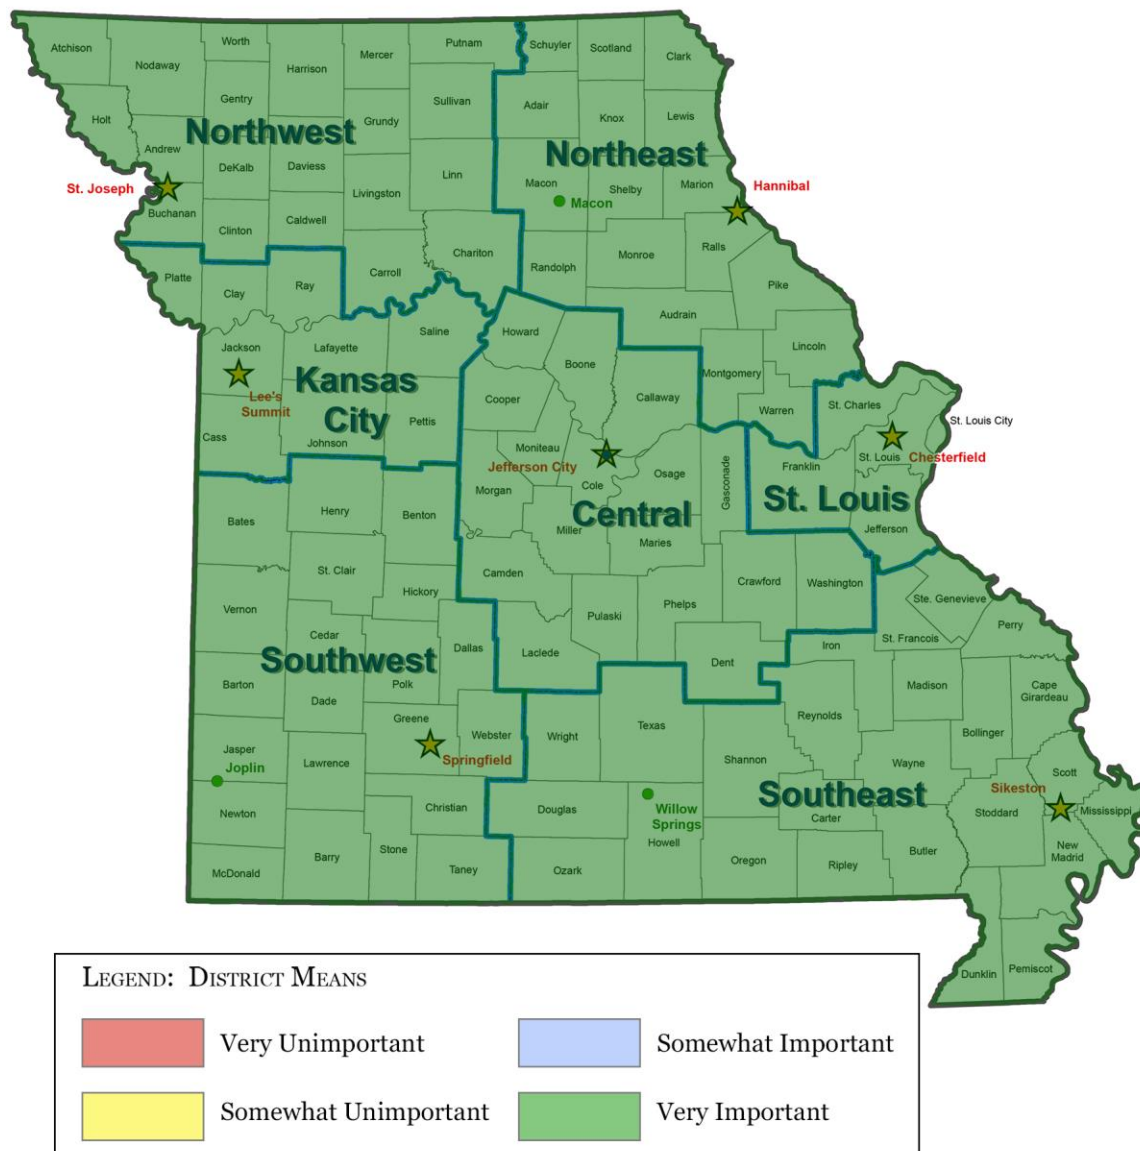 Atchison
Nodaway
Worth
Harrison
Mercer
Putnam
Schuyler
Scotland
Clark
Holt
Gentry
Sullivan
Adair
Knox
Lewis
Andrew
Northwest
Grundy
Northeast
DeKalb
Daviess
Linn
Macon
Shelby
Marion
Hannibal
St. Joseph
Livingston
Macon
Buchanan
Clinton
Caldwell
Chariton
Monroe
Ralls
Platte
Clay
Ray
Carroll
Randolph
Pike
Audrain
Saline
Howard
Jackson
Lafayette
Boone
Lincoln
Montgomery
Kansas
City
Lee's
Summit
Cooper
Callaway
Warren
St. Charles
St. Louis City
Cass
Johnson
Pettis
Moniteau
Jefferson City
Cole
Osage
Gasconade
Franklin
St. Louis
Chesterfield
Morgan
St. Louis
Bates
Henry
Benton
Central
Miller
Maries
Jefferson
St. Clair
Camden
Hickory
Crawford
Washington
Vernon
Pulaski
Phelps
Ste. Genevieve
Cedar
Dallas
Laclede
Dent
Iron
St. Francois
Perry
Southwest
Barton
Polk
Dade
Madison
Cape
Girardeau
Greene
Webster
Wright
Texas
Reynolds
Bollinger
Jasper
Joplin
Lawrence
Springfield
Shannon
Wayne
Scott
Newton
Christian
Douglas
Willow
Springs
Howell
Southeast
Carter
Sikeston
Stoddard
Mississippi
McDonald
Barry
Stone
Taney
Ozark
Oregon
Ripley
Butler
New
Madrid
Dunklin
Pemiscot
LEGEND: DISTRICT MEANS
Very Unimportant
Somewhat Important
Somewhat Unimportant
Very Important